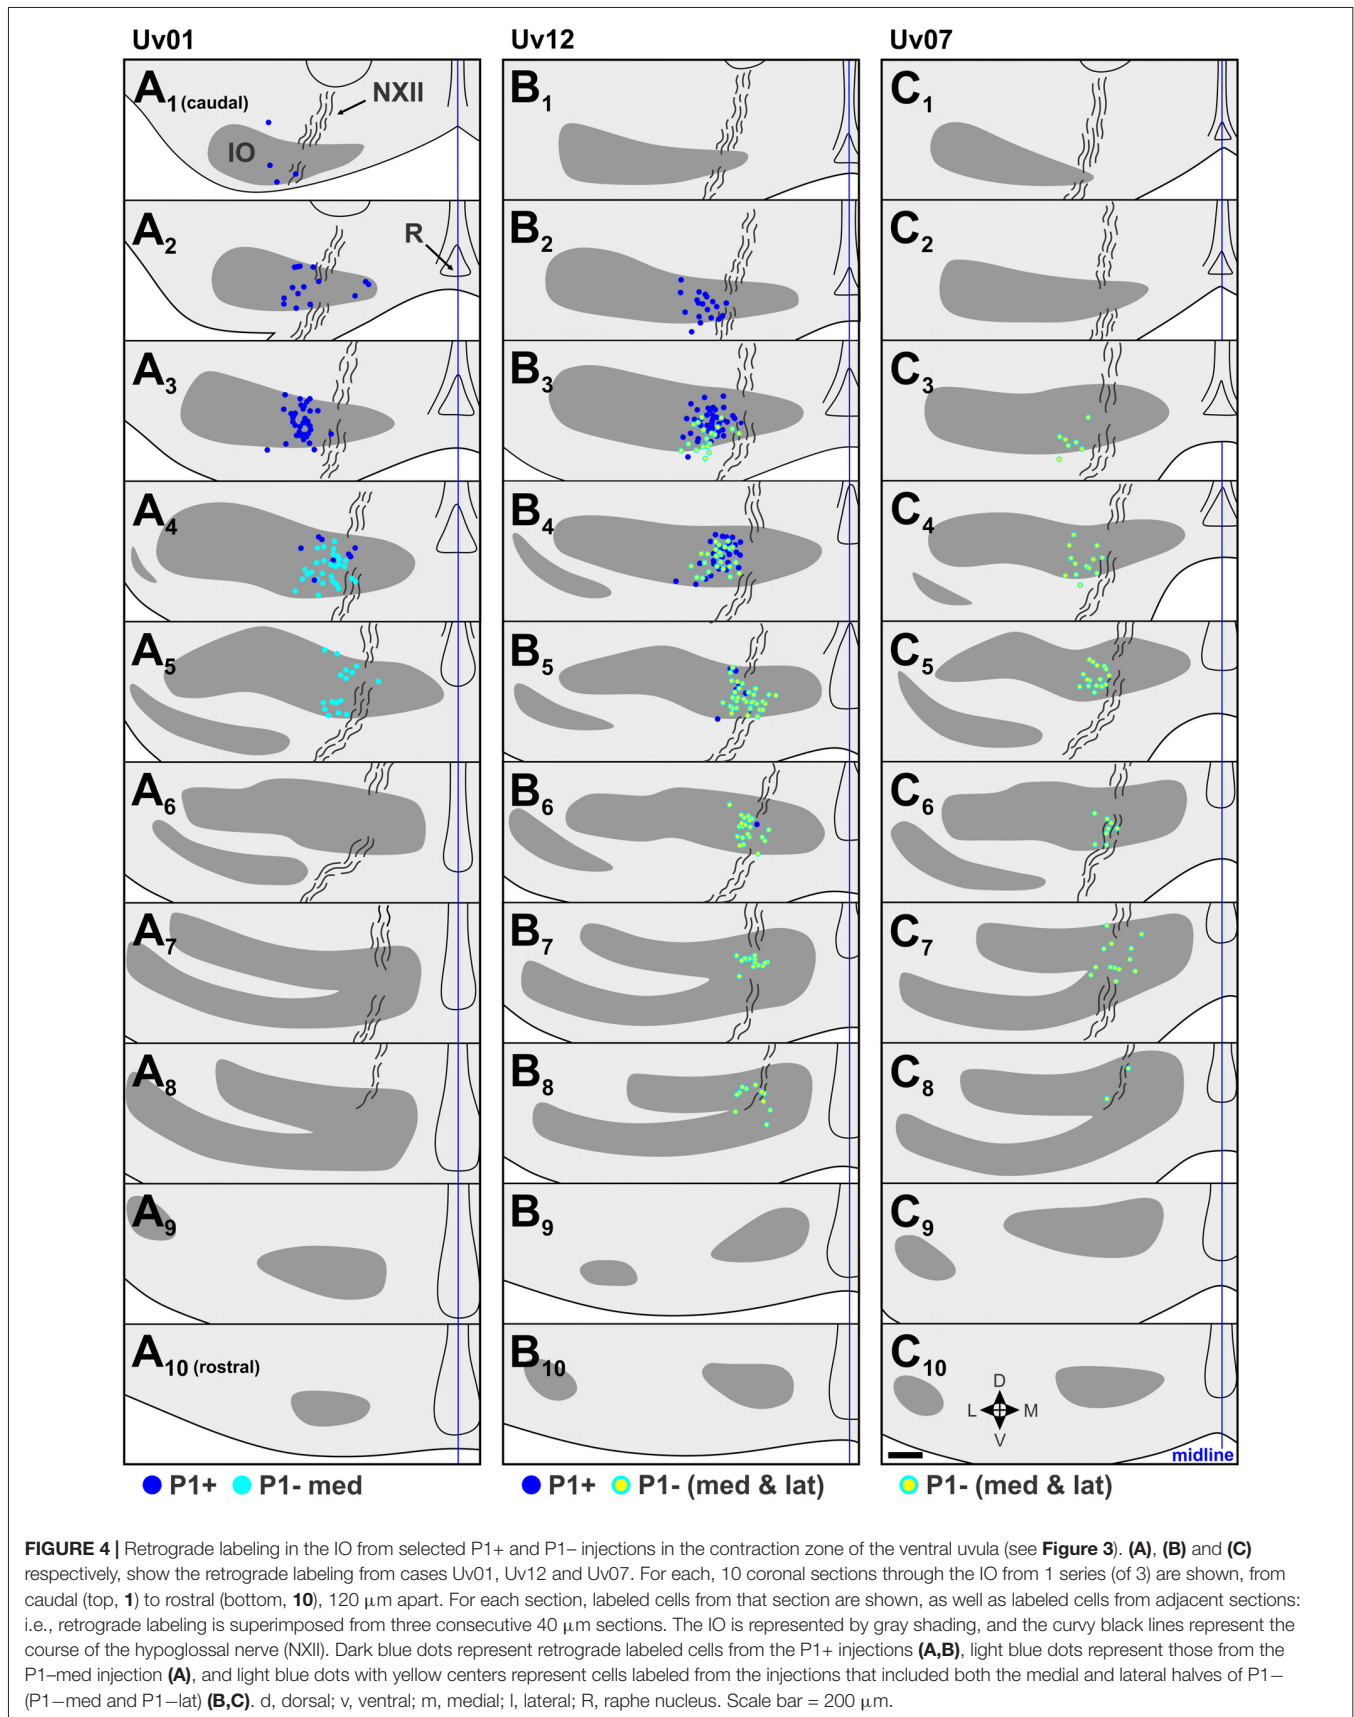 Uv01 Uv12 Uv07
A1 (caudal) NXII B1 C1
IO
A2 R B2 C2
A3 B3 C3
A4 B4 C4
A5 B5 C5
A6 B6 C6
A7 B7 C7
A8 B8 C8
A9 B9 C9
A10 (rostral) B10 C10
D
L M
V
midline
P1+ P1- med P1+ P1- (med & lat) P1- (med & lat)
FIGURE 4 | Retrograde labeling in the IO from selected P1+ and P1– injections in the contraction zone of the ventral uvula (see Figure 3). (A), (B) and (C)
respectively, show the retrograde labeling from cases Uv01, Uv12 and Uv07. For each, 10 coronal sections through the IO from 1 series (of 3) are shown, from
caudal (top, 1) to rostral (bottom, 10), 120 μm apart. For each section, labeled cells from that section are shown, as well as labeled cells from adjacent sections:
i.e., retrograde labeling is superimposed from three consecutive 40 μm sections. The IO is represented by gray shading, and the curvy black lines represent the
course of the hypoglossal nerve (NXII). Dark blue dots represent retrograde labeled cells from the P1+ injections (A,B), light blue dots represent those from the
P1–med injection (A), and light blue dots with yellow centers represent cells labeled from the injections that included both the medial and lateral halves of P1–
(P1–med and P1–lat) (B,C). d, dorsal; v, ventral; m, medial; l, lateral; R, raphe nucleus. Scale bar = 200 μm.